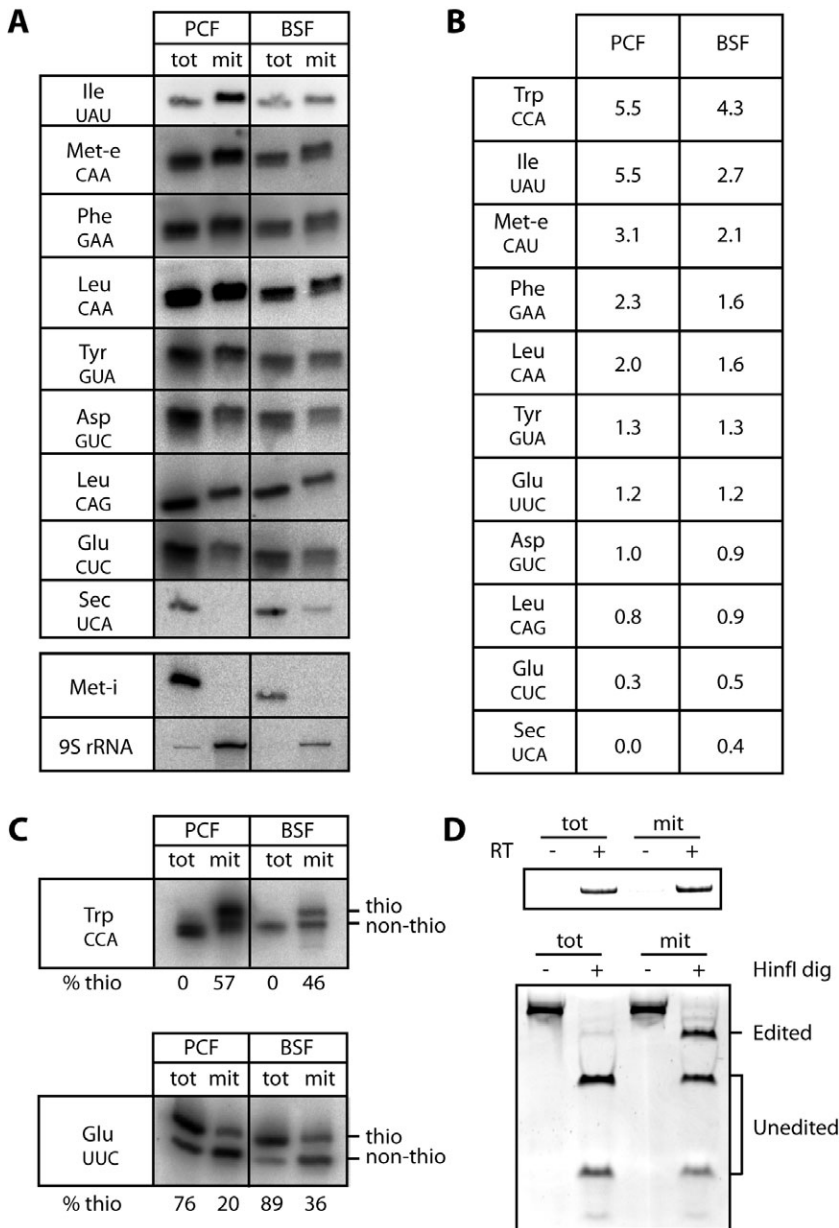 A
PCF BSF
tot mit tot mit
Ile
UAU
Met-e
CAA
Phe
GAA
Leu
CAA
Tyr
GUA
Asp
GUC
Leu
CAG
Glu
CUC
Sec
UCA
Met-i
9S rRNA
B
PCF BSF
Trp
CCA 5.5 4.3
Ile
UAU 5.5 2.7
Met-e
CAU 3.1 2.1
Phe
GAA 2.3 1.6
Leu
CAA 2.0 1.6
Tyr
GUA 1.3 1.3
Glu
UUC 1.2 1.2
Asp
GUC 1.0 0.9
Leu
CAG 0.8 0.9
Glu
CUC 0.3 0.5
Sec
UCA 0.0 0.4
C
PCF BSF
tot mit tot mit
Trp
CCA
thio
non-thio
% thio 0 57 0 46
PCF BSF
tot mit tot mit
Glu
UUC
thio
non-thio
% thio 76 20 89 36
D
tot mit
RT - + - +
tot mit
- + - + HinfI dig
Edited
Unedited